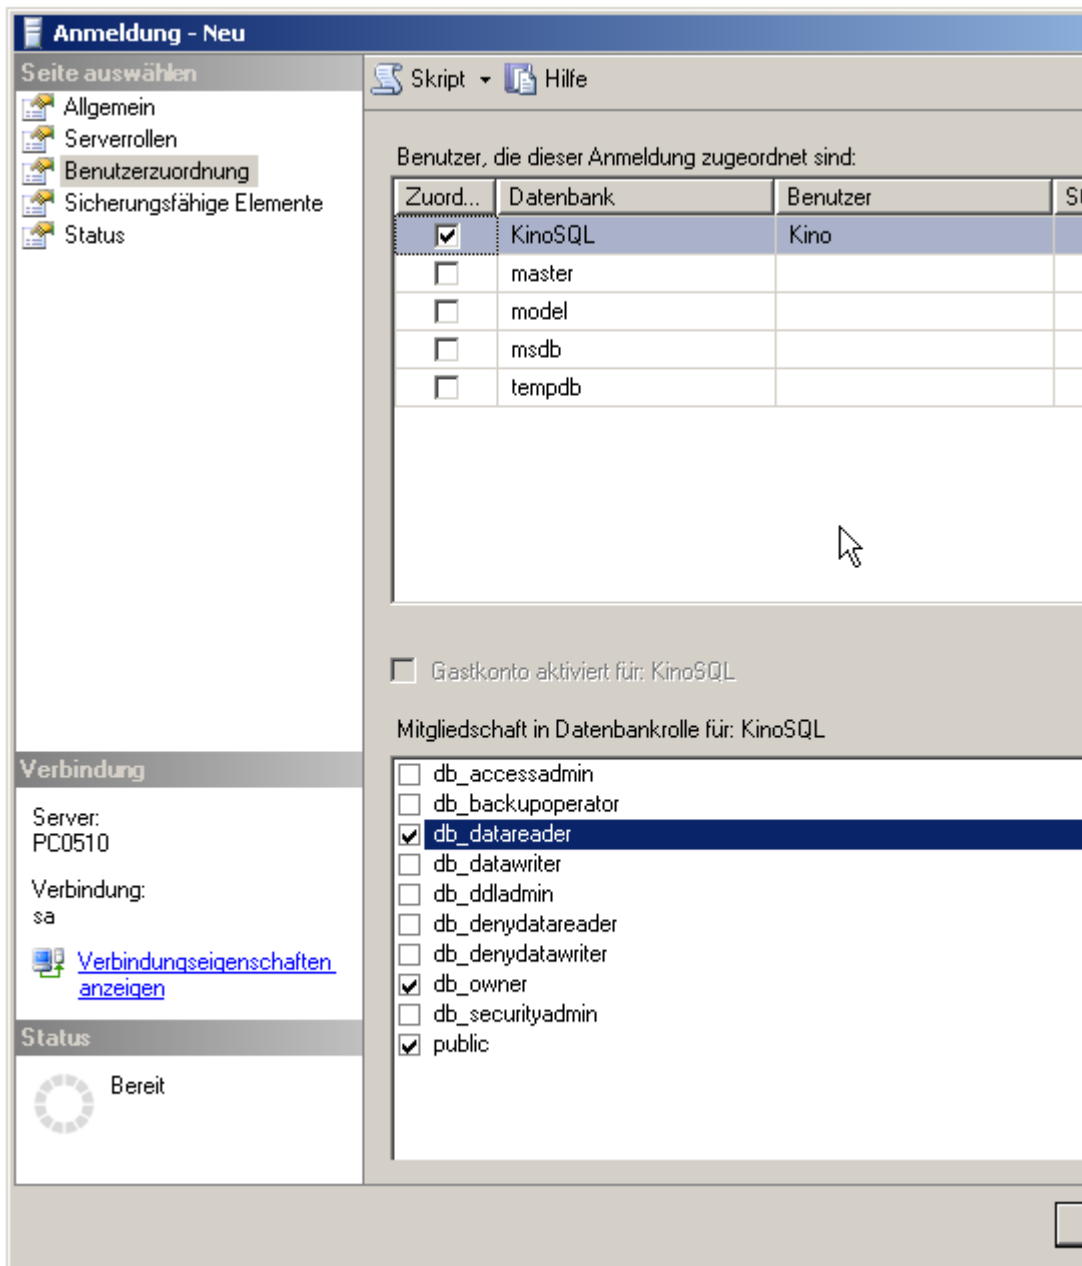 Anmeldung - Neu
Seite auswählen
Allgemein
Serverrollen
Benutzerzuordnung
Sicherungsfähige Elemente
Status
Skript
Hilfe
Benutzer, die dieser Anmeldung zugeordnet sind:
Zuord... Datenbank Benutzer
KinoSQL Kino
master
model
msdb
tempdb
Gastkonto aktiviert für: KinoSQL
Mitgliedschaft in Datenbankrolle für: KinoSQL
db_accessadmin
db_backupoperator
db_datareader
db_datawriter
db_ddladmin
db_denydatareader
db_denydatawriter
db_owner
db_securityadmin
public
Verbindung
Server:
PC0510
Verbindung:
sa
Verbindungseigenschaften
anzeigen
Status
Bereit